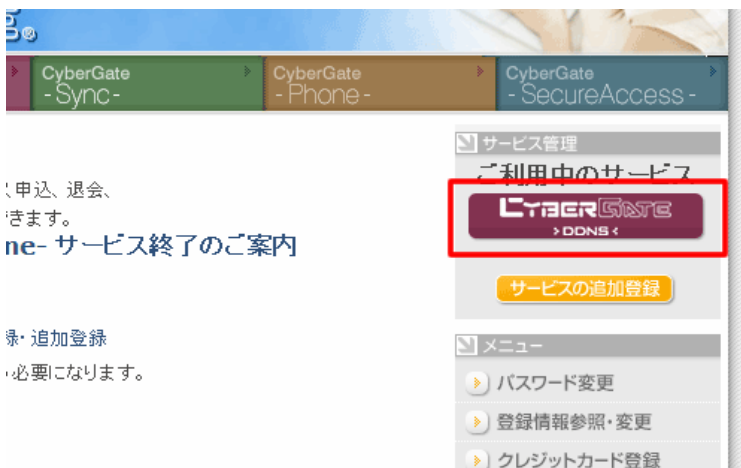 CyberGate
-Sync-
CyberGate
-Phone-
CyberGate
-SecureAccess-
申込、退会、
きます。
ne- サービス終了のご案内
録・追加登録
必要になります。
サービス管理
ご利用中のサービス
CYBERGATE
>DDNS<
サービスの追加登録
メニュー
パスワード変更
登録情報参照・変更
クレジットカード登録